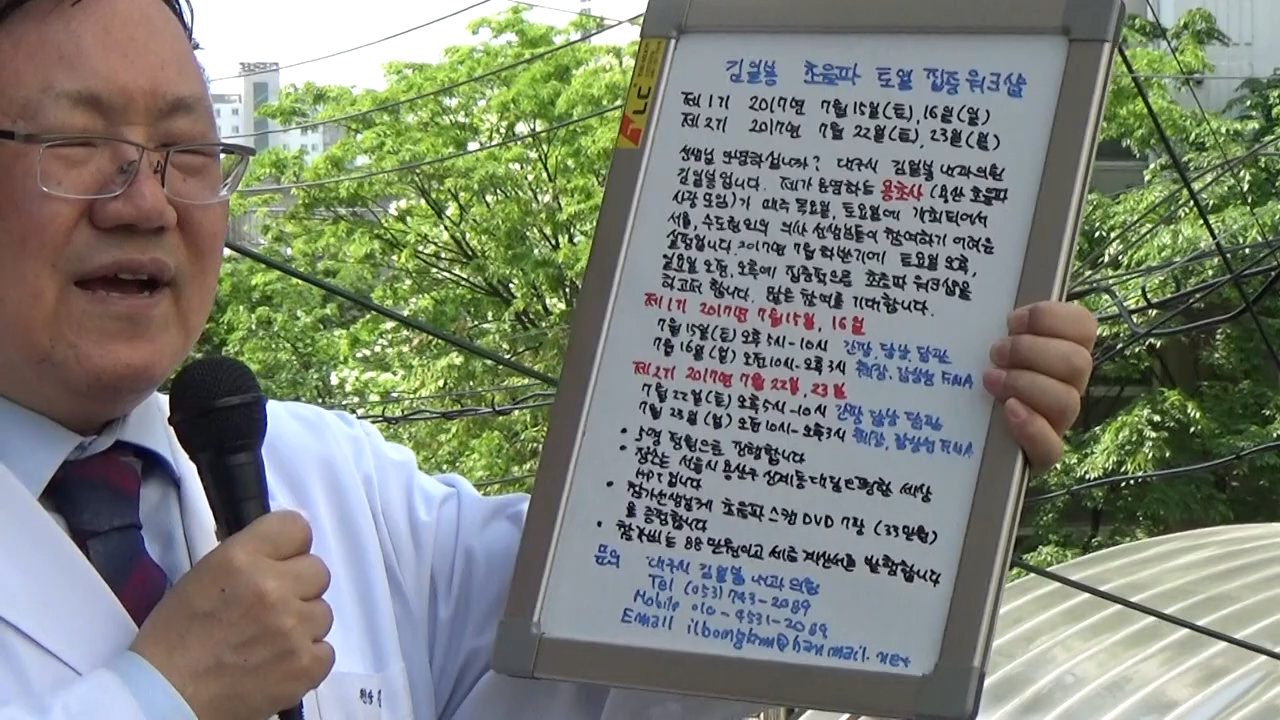 김일봉 초음파 토일 집중 워크샵
제1기 2017년 7월 15일(토), 16일(일)
제2기 2017년 7월 22일(토), 23일(일)
선생님 안녕하십니까? 대구시 김일봉 내과의원
김일봉입니다. 제가 운영하는 용초사 (용산 초음파
사랑 모임)가 매주 목요일, 토요일에 개최되어서
서울, 수도권인의 의사 선생님들이 참여하기 어려운
실정입니다. 2017년 7월 하반기에 토요일 오후,
일요일 오전, 오후에 집중적으로 초음파 워크샵을
하고저 합니다. 많은 참여를 기대합니다.
제1기 2017년 7월 15일, 16일
7월 15일(토) 오후 5시-10시 간장, 담낭, 담관
7월 16일(일) 오전 10시-오후 3시 췌장, 갑상선 FNA
제2기 2017년 7월 22일, 23일
7월 22일(토) 오후 5시-10시 간장 담낭 담관
7월 23일(일) 오전 10시-오후 3시 췌장, 갑상선 FNA
• 5명 정원으로 진행합니다
• 장소는 서울시 용산구 신계동 대림e편한 세상
입니다
• 참가선생님께 초음파 스캔 DVD 7장 (33만원)
을 증정합니다
• 참가비는 88만원이고 세금 계산서를 발행합니다
문의 대구시 김일봉 내과의원
Tel (053) 743-2089
Mobile 010-4531-2089
Email ilbongkim@hanmail.net
원장